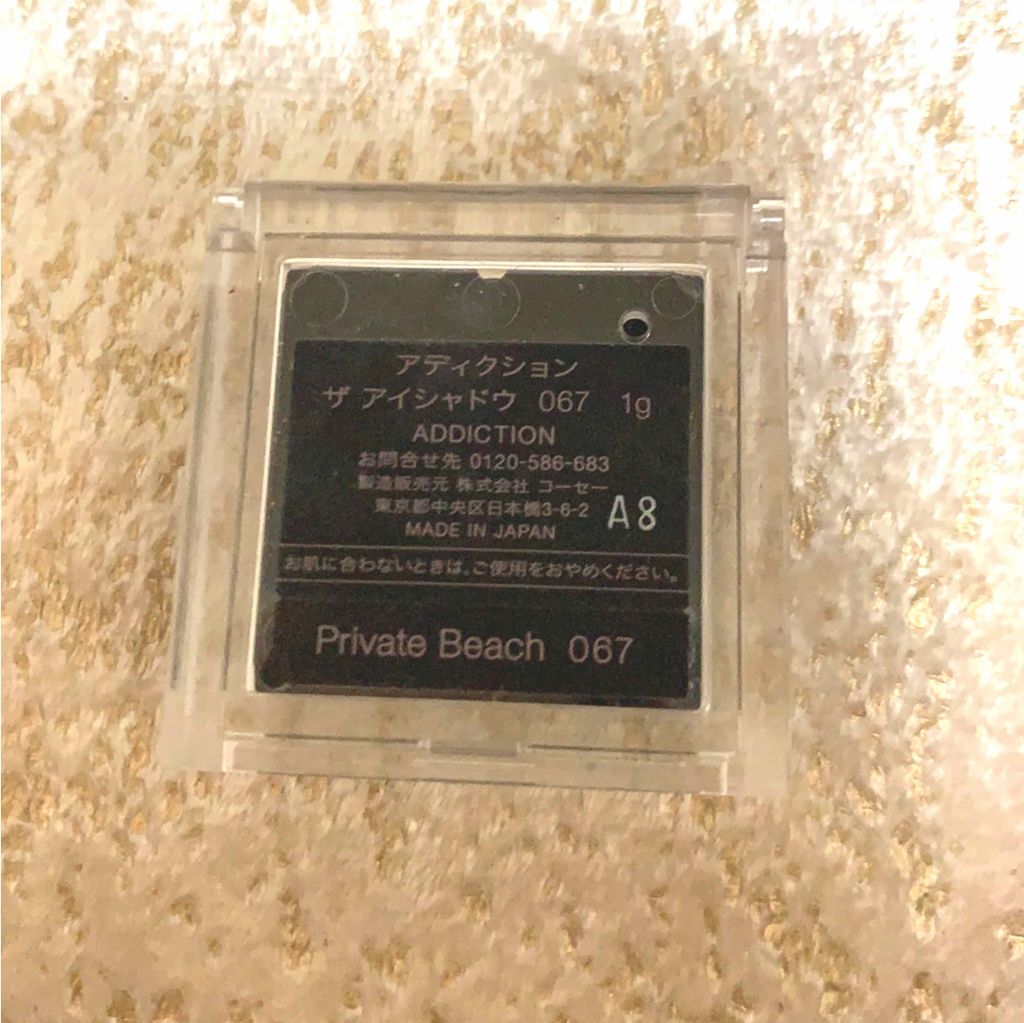 アディクション
ザ アイシャドウ 067 1g
ADDICTION
お問合せ先 0120-586-683
製造販売元 株式会社 コーセー
東京都中央区日本橋3-6-2
MADE IN JAPAN
A8
お肌に合わないときは、ご使用をおやめください。
Private Beach 067